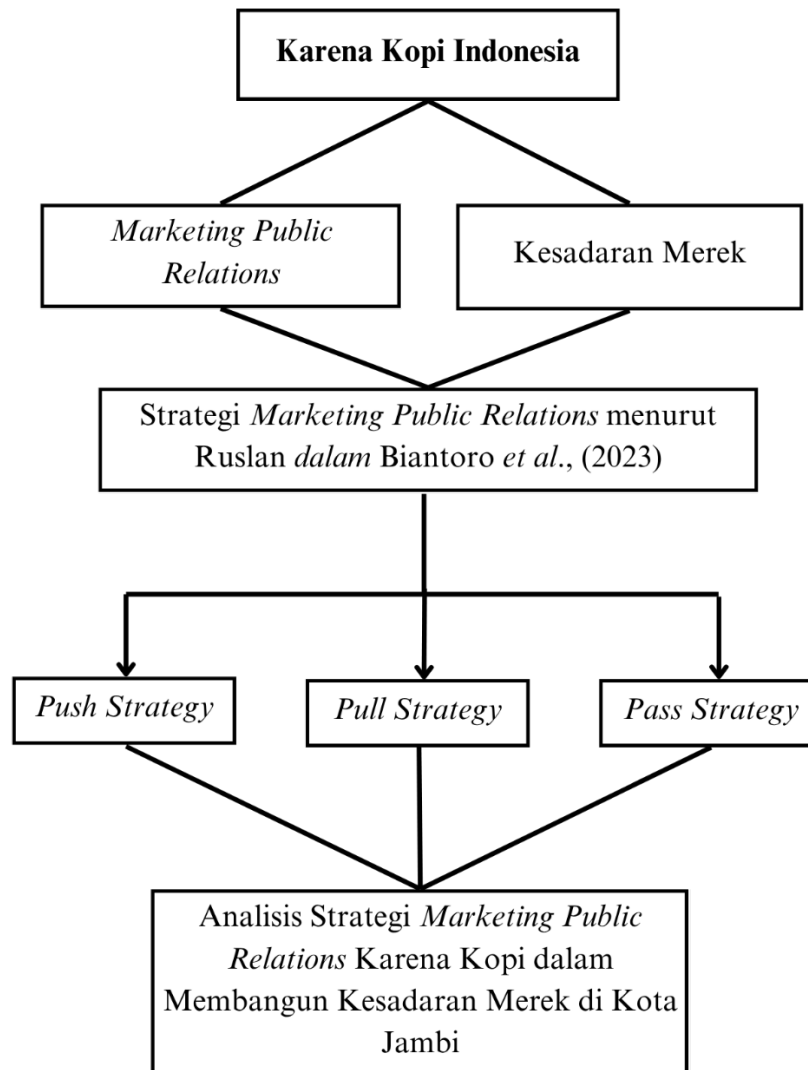 Karena Kopi Indonesia
Marketing Public
Relations
Kesadaran Merek
Strategi Marketing Public Relations menurut
Ruslan dalam Biantoro et al., (2023)
Push Strategy
Pull Strategy
Pass Strategy
Analisis Strategi Marketing Public
Relations Karena Kopi dalam
Membangun Kesadaran Merek di Kota
Jambi